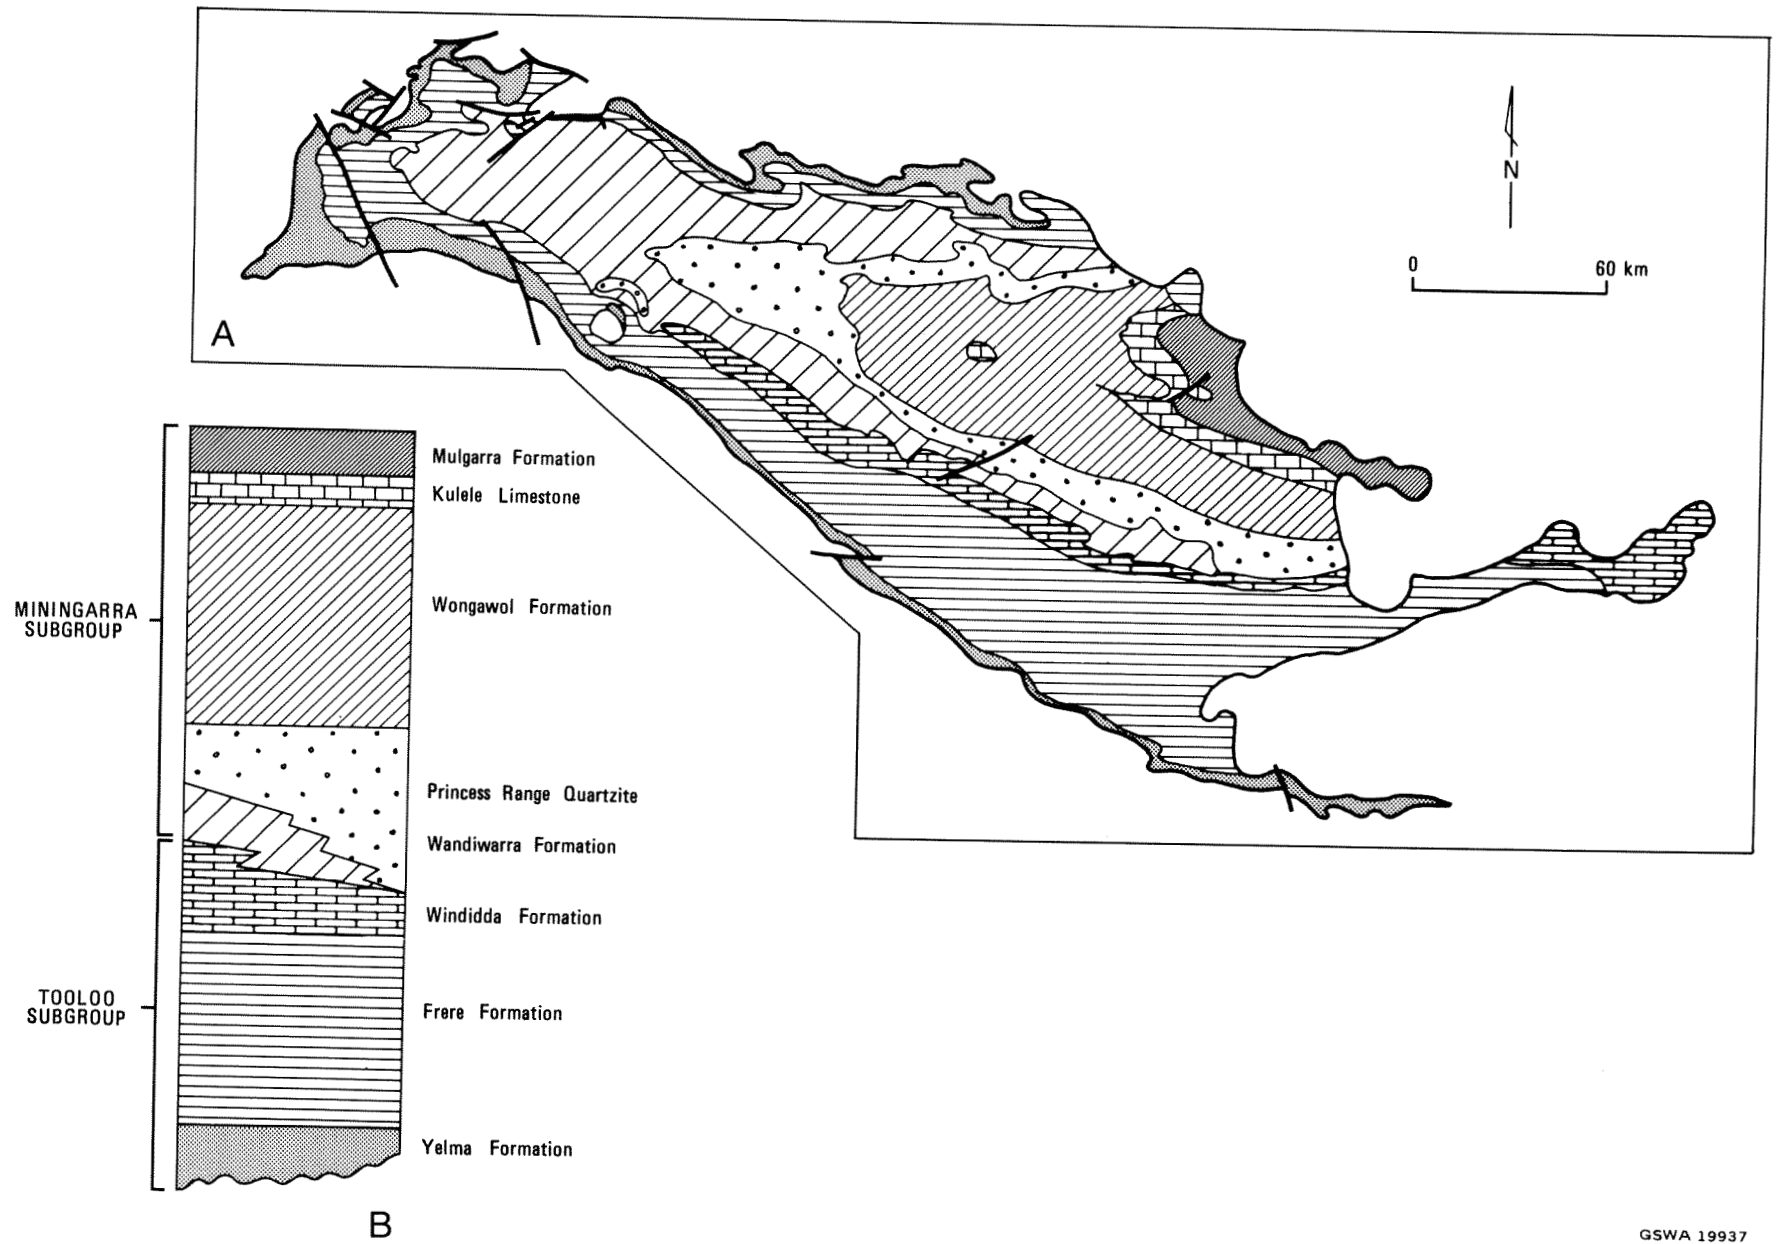 N
0 60 km
A
Mulgarra Formation
Kulele Limestone
MININGARRA
SUBGROUP
Wongawol Formation
Princess Range Quartzite
Wandiwarra Formation
Windidda Formation
TOOLOO
SUBGROUP
Frere Formation
Yelma Formation
B
GSWA 19937